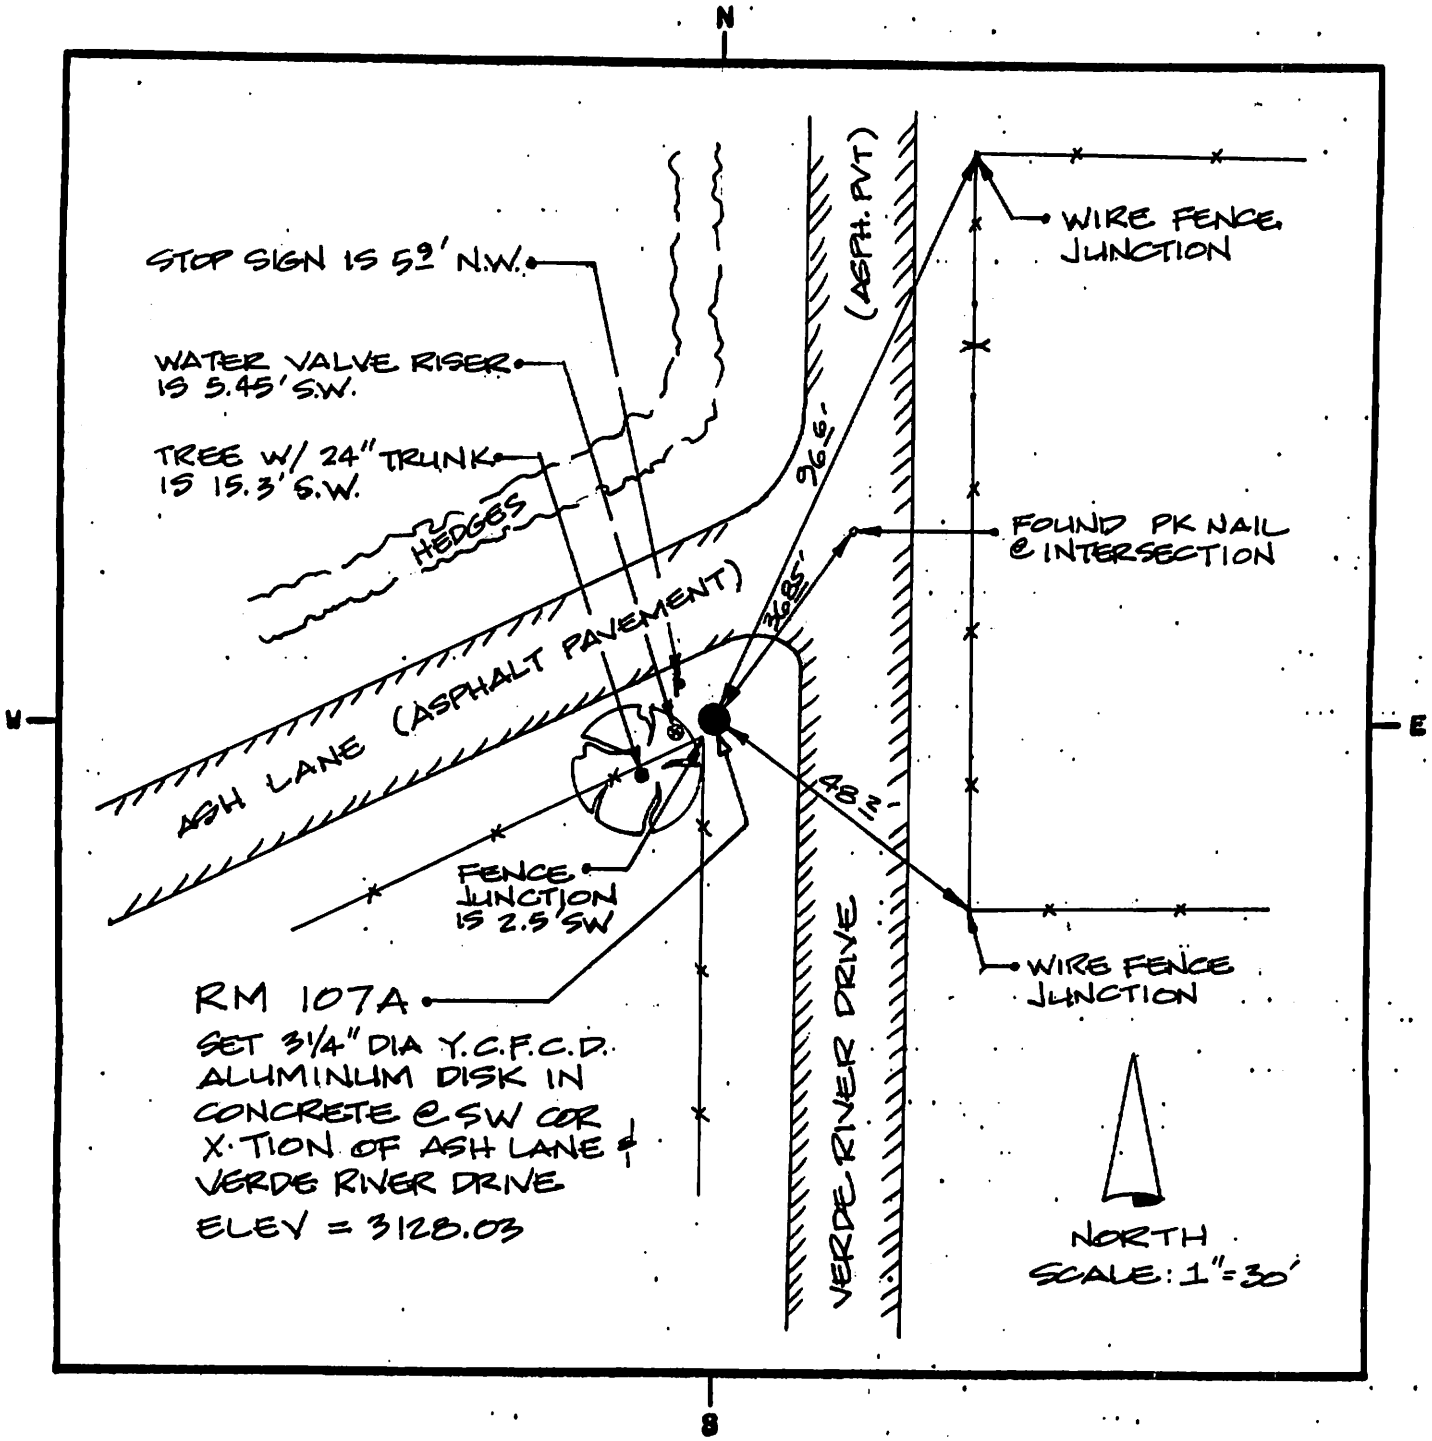 N
STOP SIGN IS 5.9' N.W.
WATER VALVE RISER
IS 5.45' S.W.
TREE W/ 24" TRUNK
IS 15.3' S.W.
HEDGES
(ASPH. PVT)
WIRE FENCE
JUNCTION
96.6'
36.85'
FOUND PK NAIL
@ INTERSECTION
W
E
ASH LANE (ASPHALT PAVEMENT)
48.2'
FENCE
JUNCTION
IS 2.5' SW
VERDE RIVER DRIVE
WIRE FENCE
JUNCTION
RM 107A
SET 3 1/4" DIA Y.C.F.C.D.
ALUMINUM DISK IN
CONCRETE @ SW COR
X-TION OF ASH LANE &
VERDE RIVER DRIVE
ELEV = 3128.03
NORTH
SCALE: 1"=30'
S